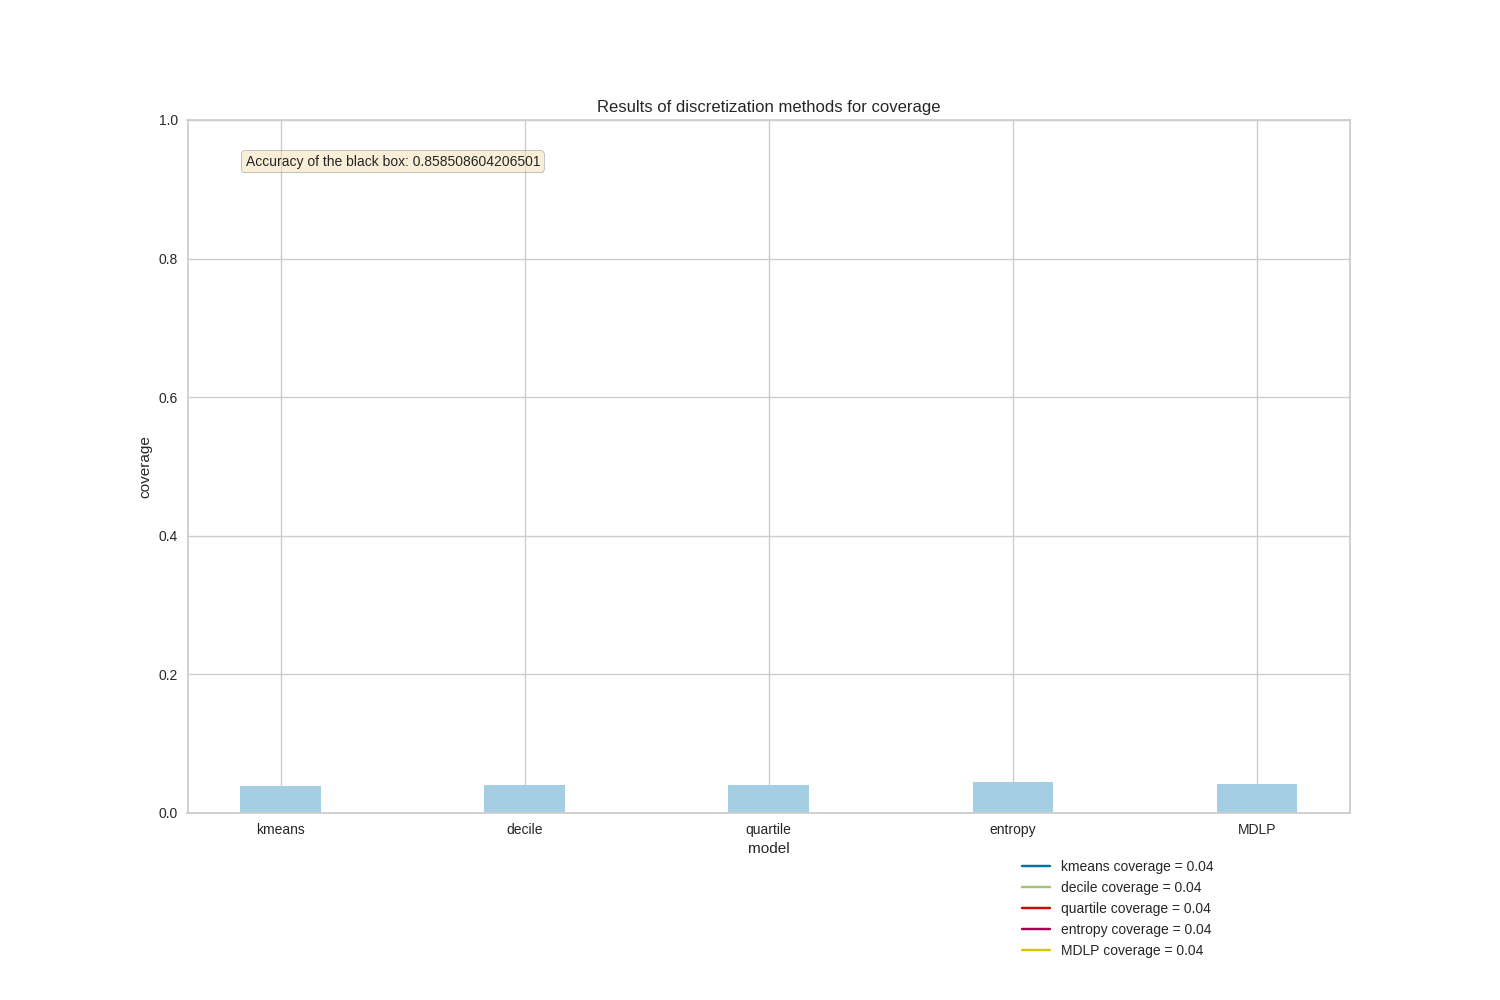 Results of discretization methods for coverage
1.0
Accuracy of the black box: 0.858508604206501
0.8
0.6
coverage
0.4
0.2
0.0
kmeans decile quartile entropy MDLP
model
kmeans coverage = 0.04
decile coverage = 0.04
quartile coverage = 0.04
entropy coverage = 0.04
MDLP coverage = 0.04